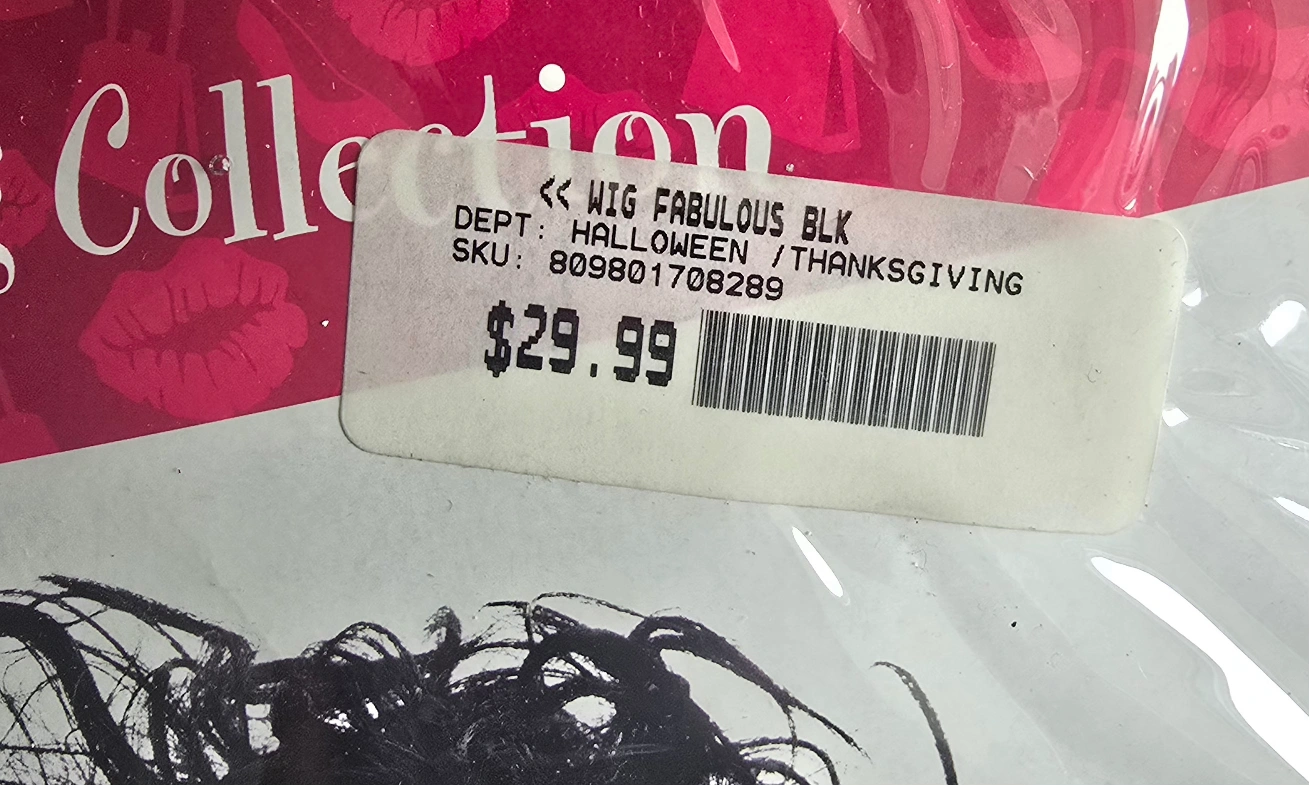 Collection
<< WIG FABULOUS BLK
DEPT: HALLOWEEN /THANKSGIVING
SKU: 809801708289
$29.99